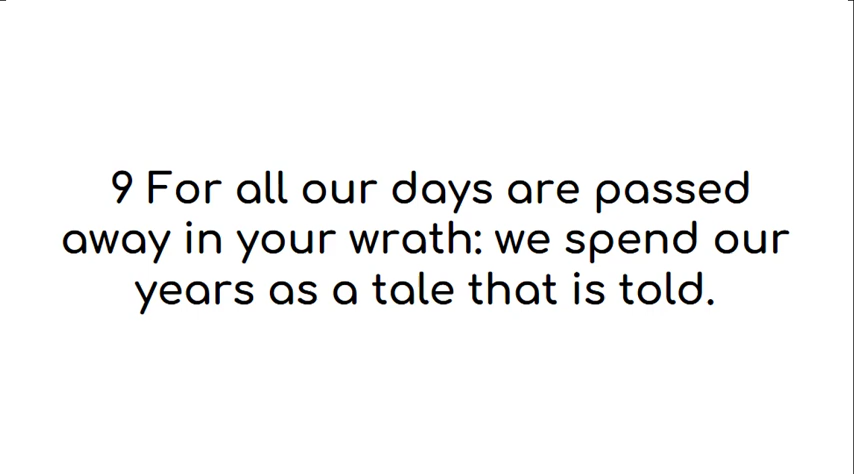 9 For all our days are passed
away in your wrath: we spend our
years as a tale that is told.